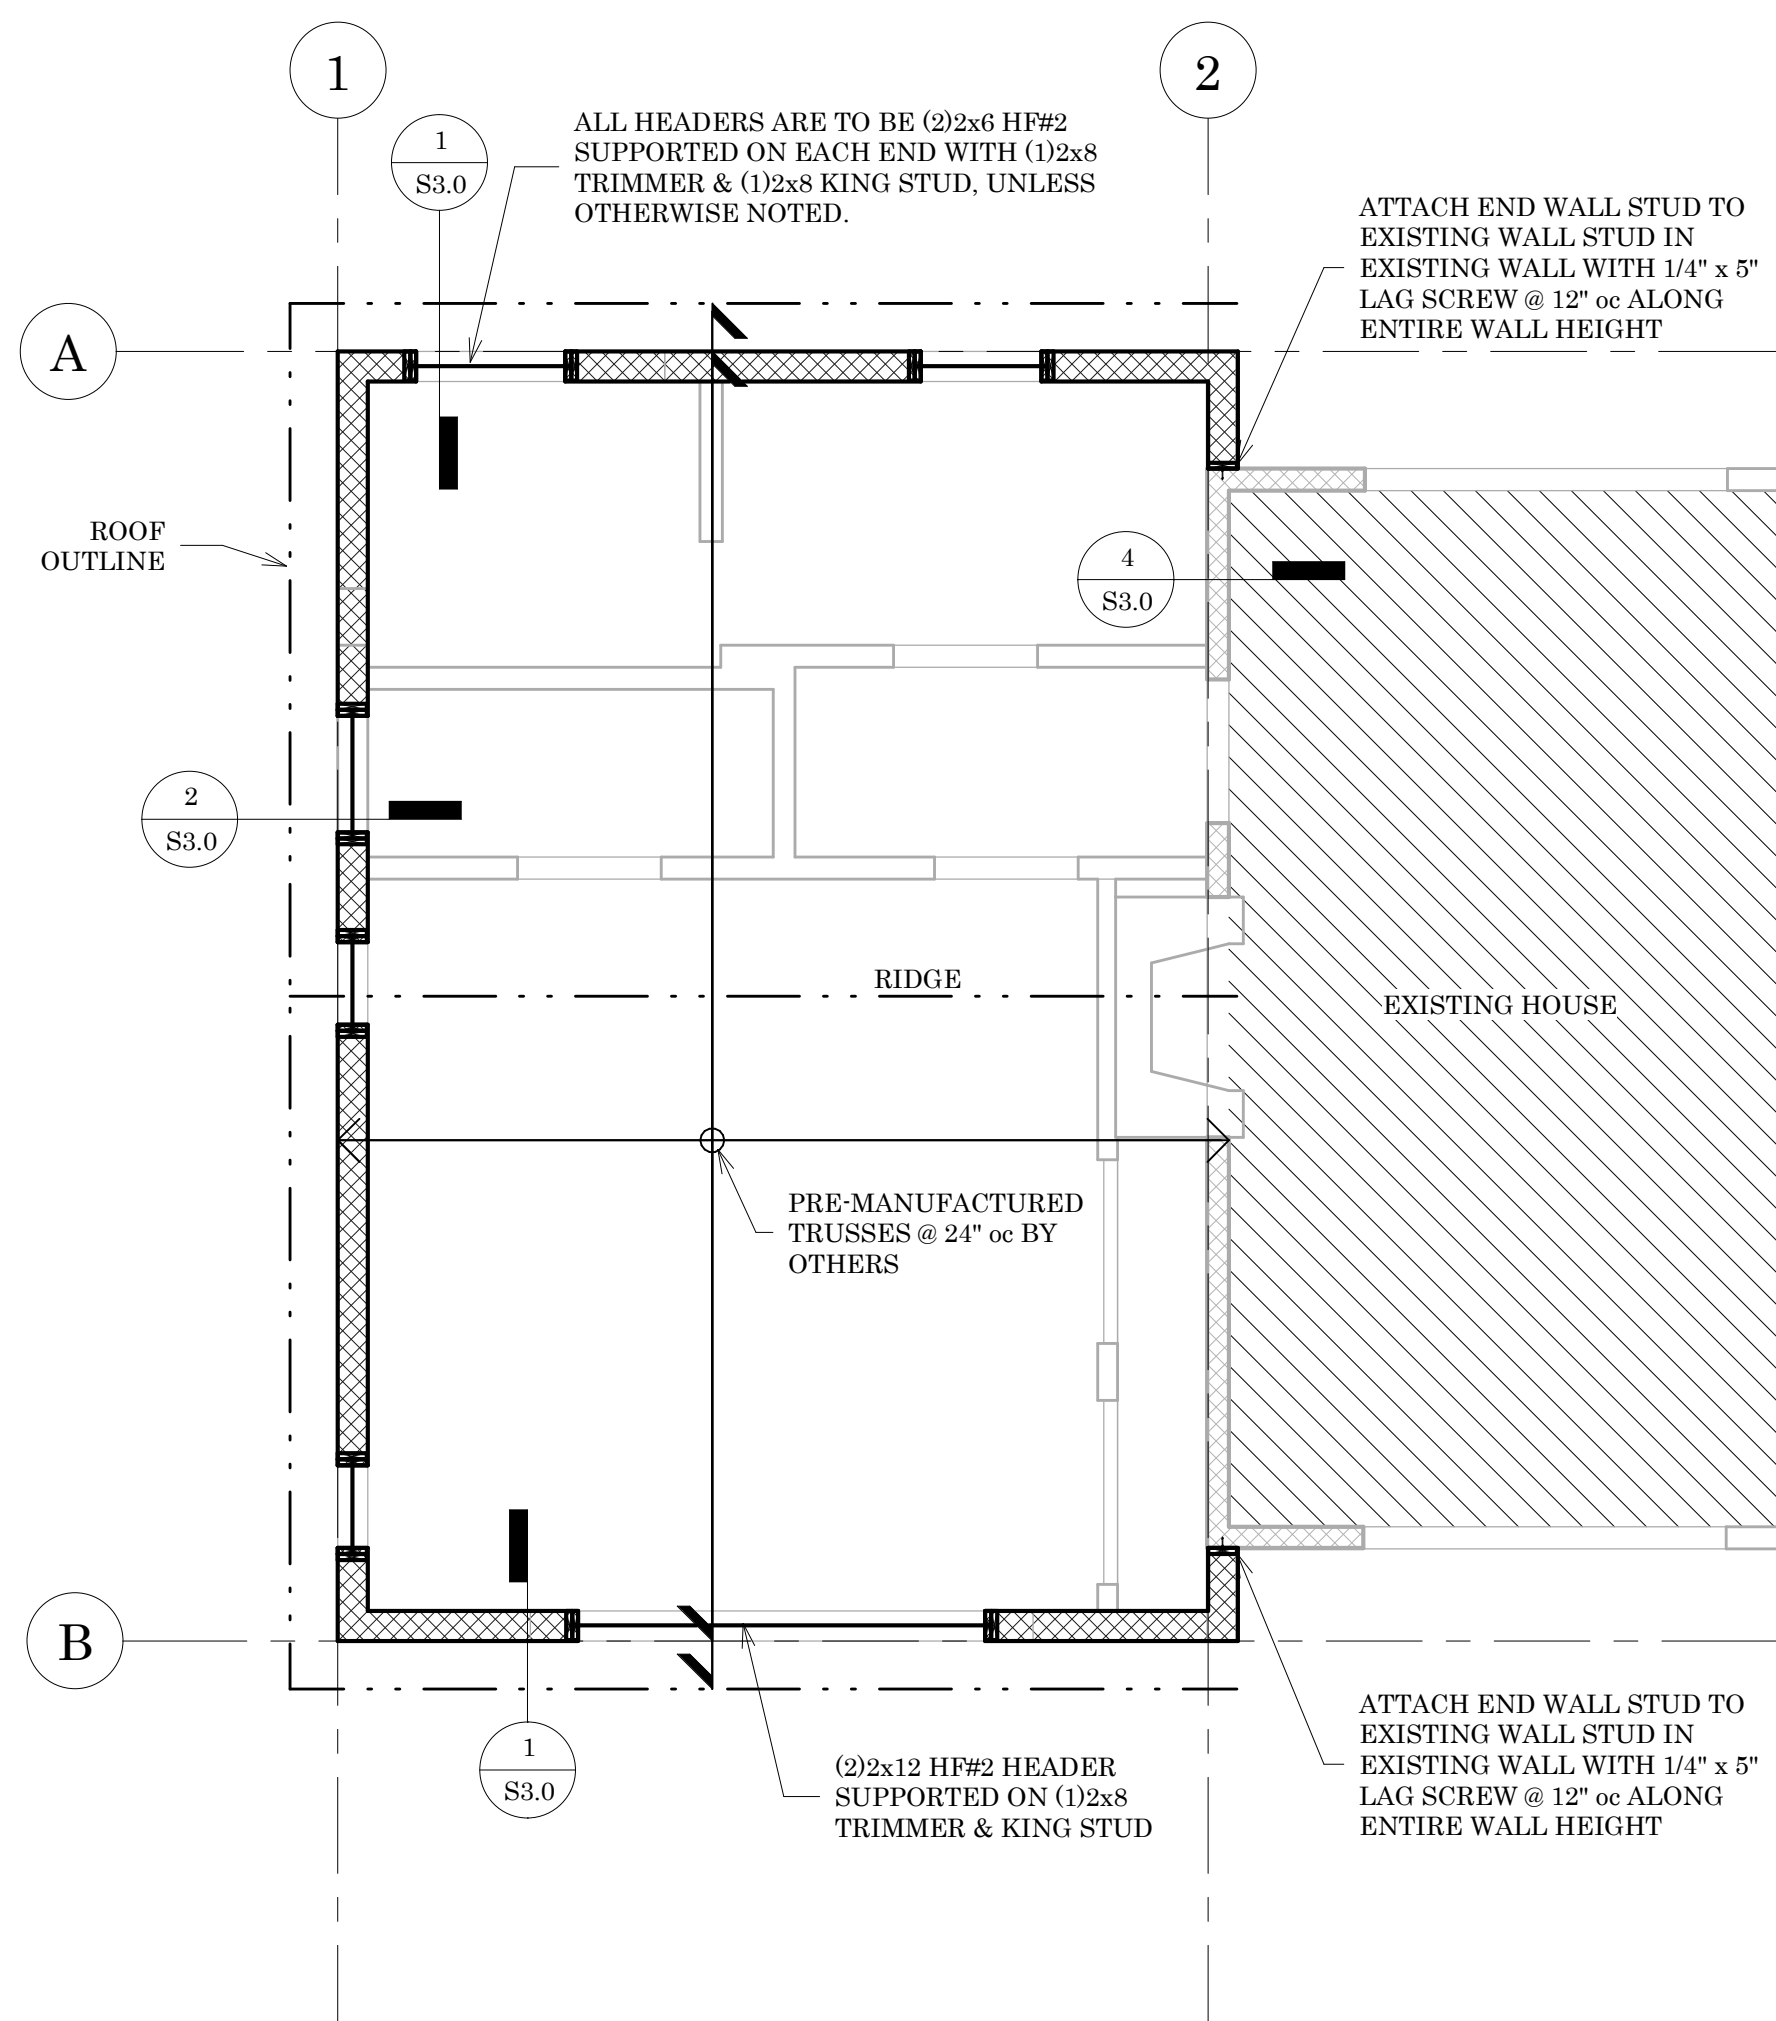 1
2
1
S3.0
ALL HEADERS ARE TO BE (2)2x6 HF#2
SUPPORTED ON EACH END WITH (1)2x8
TRIMMER & (1)2x8 KING STUD, UNLESS
OTHERWISE NOTED.
ATTACH END WALL STUD TO
EXISTING WALL STUD IN
EXISTING WALL WITH 1/4" x 5"
LAG SCREW @ 12" oc ALONG
ENTIRE WALL HEIGHT
A
ROOF
OUTLINE
4
S3.0
2
S3.0
RIDGE
EXISTING HOUSE
PRE-MANUFACTURED
TRUSSES @ 24" oc BY
OTHERS
B
1
S3.0
(2)2x12 HF#2 HEADER
SUPPORTED ON (1)2x8
TRIMMER & KING STUD
ATTACH END WALL STUD TO
EXISTING WALL STUD IN
EXISTING WALL WITH 1/4" x 5"
LAG SCREW @ 12" oc ALONG
ENTIRE WALL HEIGHT